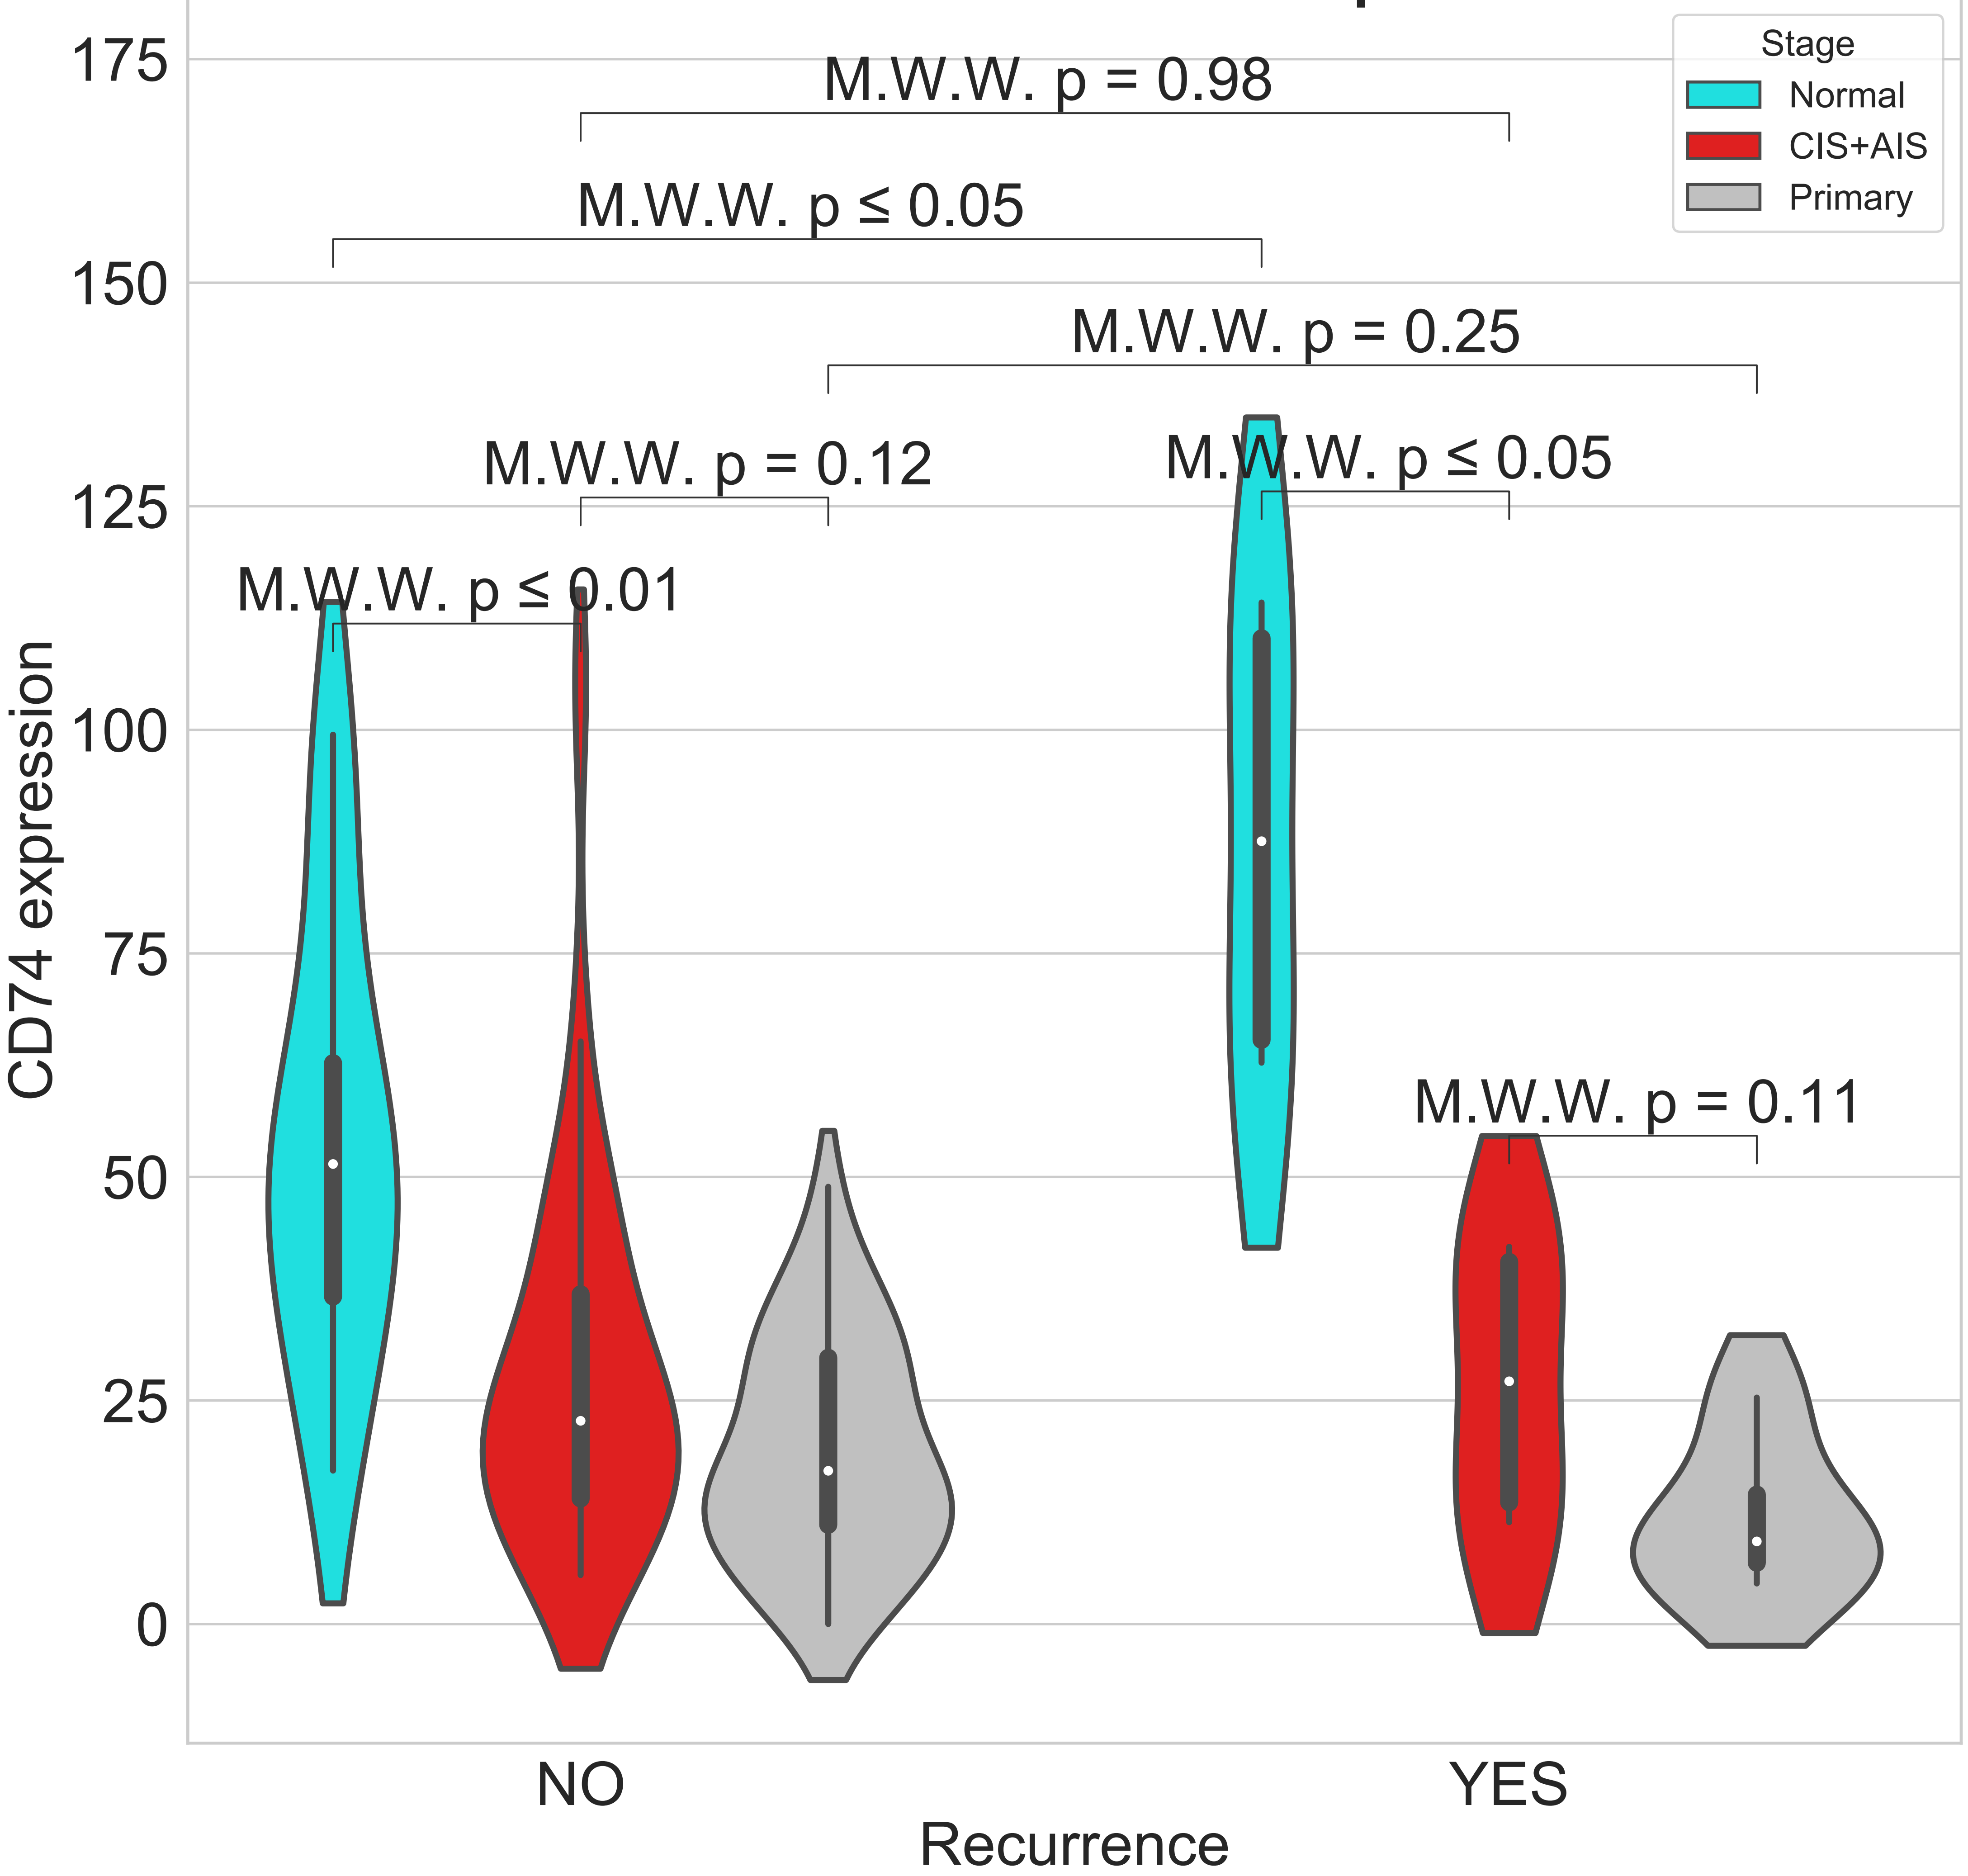 175
M.W.W. p = 0.98
Stage
Normal
CIS+AIS
Primary
M.W.W. p ≤ 0.05
150
M.W.W. p = 0.25
M.W.W. p = 0.12
M.W.W. p ≤ 0.05
125
M.W.W. p ≤ 0.01
100
CD74 expression
75
M.W.W. p = 0.11
50
25
0
NO
YES
Recurrence